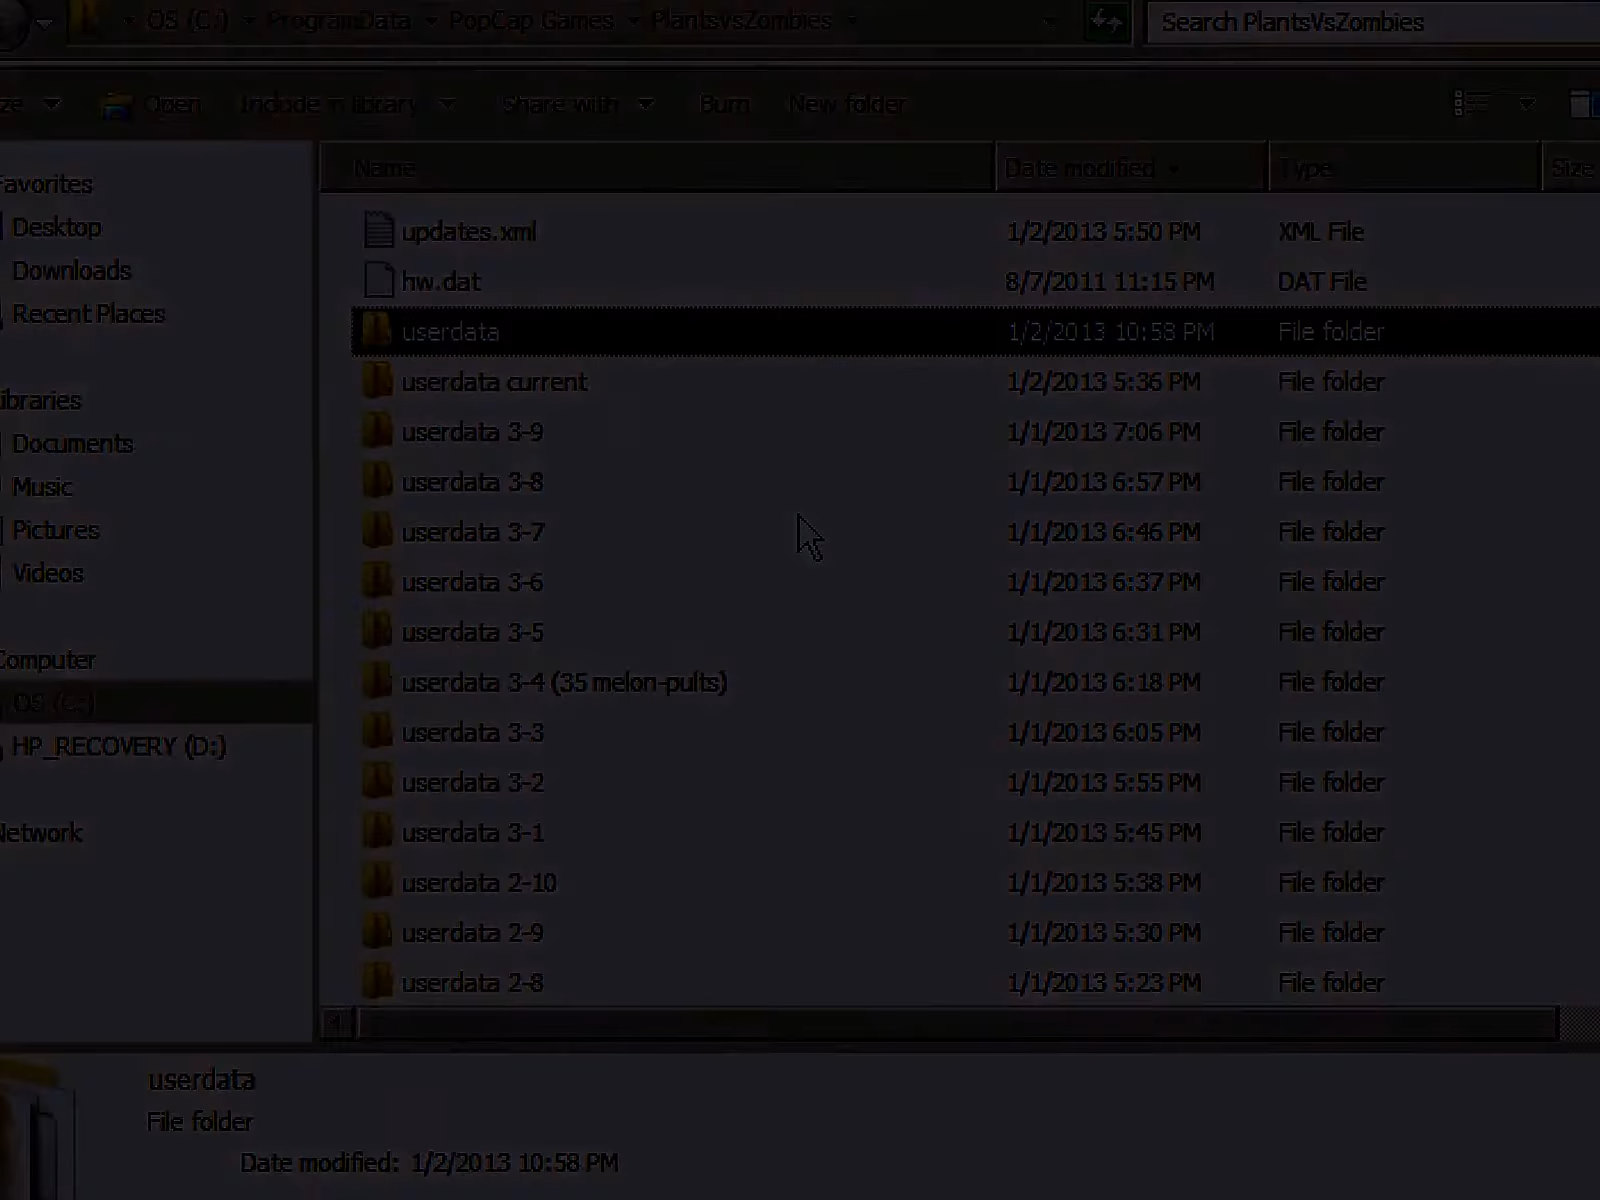 OS (C:) ProgramData PopCap Games PlantsVsZombies Search PlantsVsZombies
ze Open Include in library Share with Burn New folder
Name Date modified Type Size
Favorites
Desktop
Downloads
Recent Places
ibraries
Documents
Music
Pictures
Videos
Computer
OS (C:)
HP_RECOVERY (D:)
Network
updates.xml 1/2/2013 5:50 PM XML File
hw.dat 8/7/2011 11:15 PM DAT File
userdata 1/2/2013 10:58 PM File folder
userdata current 1/2/2013 5:36 PM File folder
userdata 3-9 1/1/2013 7:06 PM File folder
userdata 3-8 1/1/2013 6:57 PM File folder
userdata 3-7 1/1/2013 6:46 PM File folder
userdata 3-6 1/1/2013 6:37 PM File folder
userdata 3-5 1/1/2013 6:31 PM File folder
userdata 3-4 (35 melon-pults) 1/1/2013 6:18 PM File folder
userdata 3-3 1/1/2013 6:05 PM File folder
userdata 3-2 1/1/2013 5:55 PM File folder
userdata 3-1 1/1/2013 5:45 PM File folder
userdata 2-10 1/1/2013 5:38 PM File folder
userdata 2-9 1/1/2013 5:30 PM File folder
userdata 2-8 1/1/2013 5:23 PM File folder
userdata
File folder
Date modified: 1/2/2013 10:58 PM